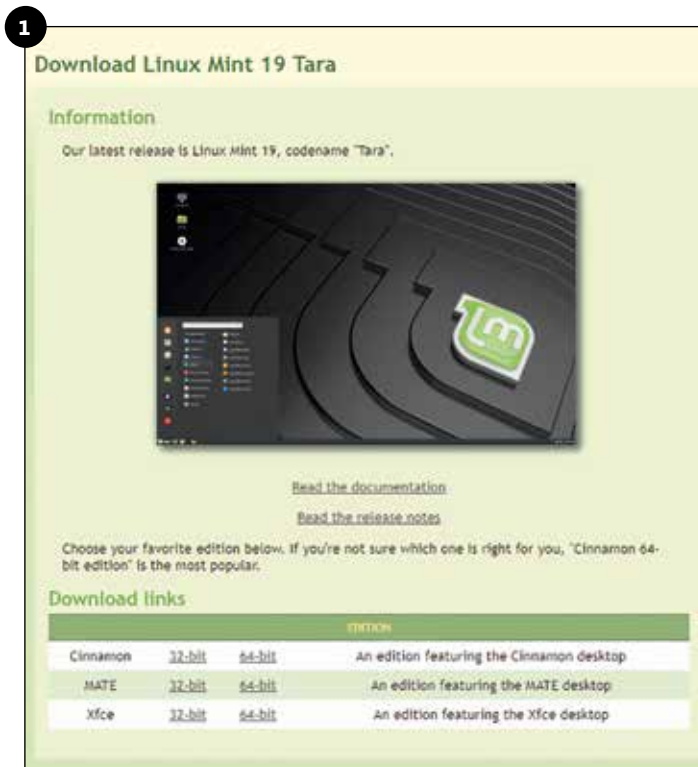 1
Download Linux Mint 19 Tara
Information
Our latest release is Linux Mint 19, codename "Tara".
Lm
Read the documentation
Read the release notes
Choose your favorite edition below. If you're not sure which one is right for you, "Cinnamon 64-
bit edition" is the most popular.
Download links
EDITION
Cinnamon 32-bit 64-bit An edition featuring the Cinnamon desktop
MATE 32-bit 64-bit An edition featuring the MATE desktop
Xfce 32-bit 64-bit An edition featuring the Xfce desktop